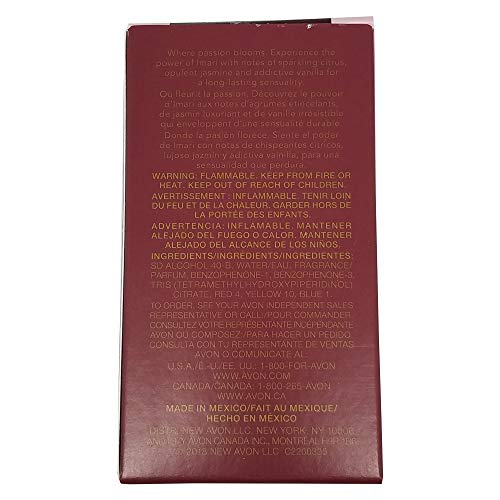 Where passion blooms. Experience the
power of Imari with notes of sparkling citrus,
opulent jasmine and addictive vanilla for
a long-lasting sensuality.
Où fleurit la passion. Découvrez le pouvoir
d'Imari aux notes d'agrumes étincelants,
de jasmin luxuriant et de vanille irrésistible
qui enveloppent d'une sensualité durable.
Donde la pasión florece. Siente el poder
de Imari con notas de chispeantes cítricos,
lujoso jazmín y adictiva vainilla, para una
sensualidad que perdura.
WARNING: FLAMMABLE. KEEP FROM FIRE OR
HEAT. KEEP OUT OF REACH OF CHILDREN.
AVERTISSEMENT : INFLAMMABLE. TENIR LOIN
DU FEU ET DE LA CHALEUR. GARDER HORS DE
LA PORTÉE DES ENFANTS.
ADVERTENCIA: INFLAMABLE. MANTENER
ALEJADO DEL FUEGO O CALOR. MANTENER
ALEJADO DEL ALCANCE DE LOS NIÑOS.
INGREDIENTS/INGRÉDIENTS/INGREDIENTES:
SD ALCOHOL 40-B, WATER/EAU, FRAGRANCE/
PARFUM, BENZOPHENONE-1, BENZOPHENONE-3,
TRIS (TETRAMETHYLHYDROXYPIPERIDINOL)
CITRATE, RED 4, YELLOW 10, BLUE 1.
TO ORDER, SEE YOUR AVON INDEPENDENT SALES
REPRESENTATIVE OR CALL/POUR COMMANDER,
CONSULTEZ VOTRE REPRÉSENTANTE INDÉPENDANTE
AVON OU COMPOSEZ /PARA HACER UN PEDIDO,
CONSULTA CON TU REPRESENTANTE DE VENTAS
AVON O COMUNÍCATE AL:
U.S.A./É.-U./EE. UU.: 1-800-FOR-AVON
WWW.AVON.COM
CANADA/CANADÁ: 1-800-265-AVON
WWW.AVON.CA
MADE IN MEXICO/FAIT AU MEXIQUE/
HECHO EN MÉXICO
DISTR. NEW AVON LLC, NEW YORK, NY
AVON CANADA INC., MONTRÉAL
© 2018 NEW AVON LLC